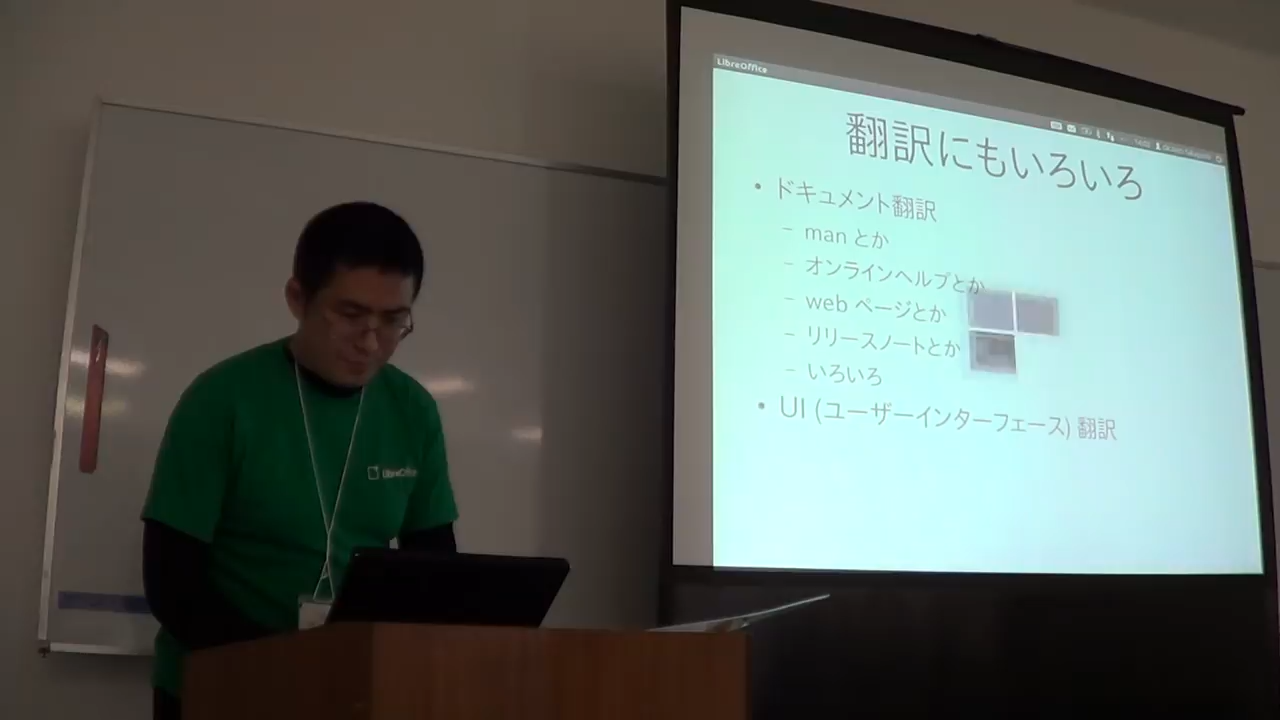 LibreOffice
翻訳にもいろいろ
• ドキュメント翻訳
– man とか
– オンラインヘルプとか
– web ページとか
– リリースノートとか
– いろいろ
• UI (ユーザーインターフェース) 翻訳
LibreOffice